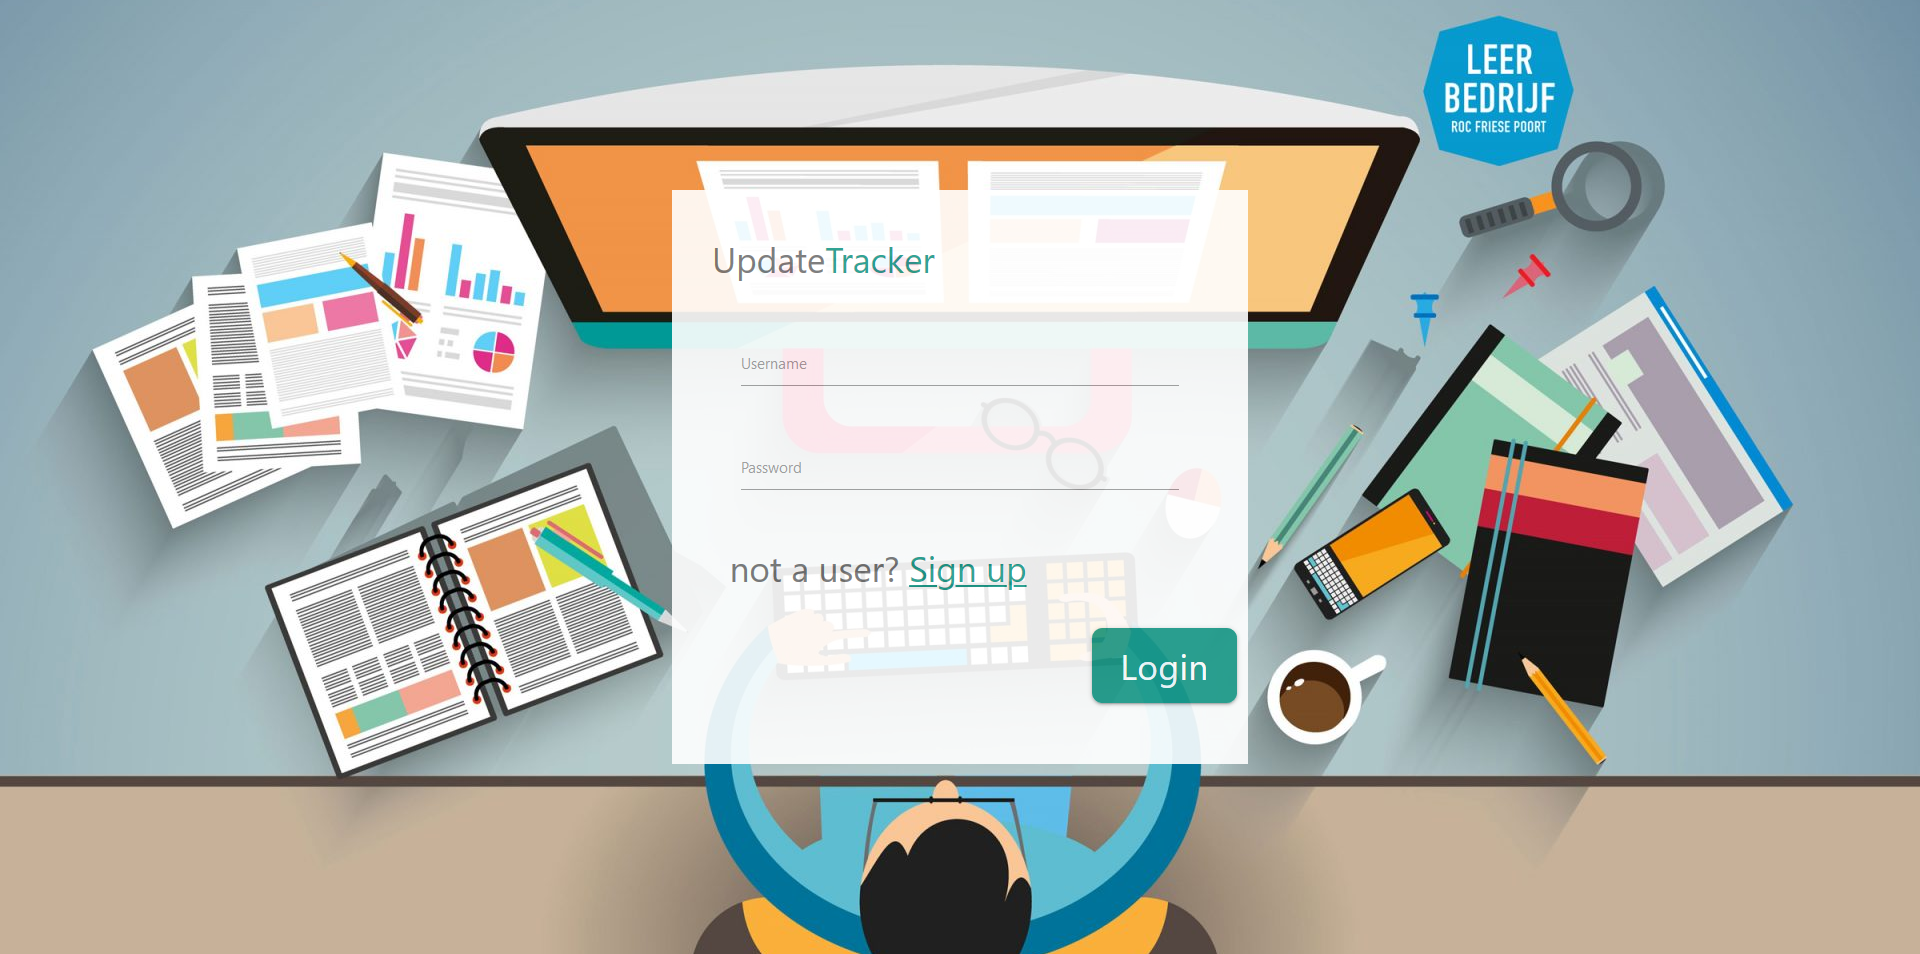 LEER
BEDRIJF
ROC FRIESE POORT
UpdateTracker
Username
Password
not a user? Sign up
Login